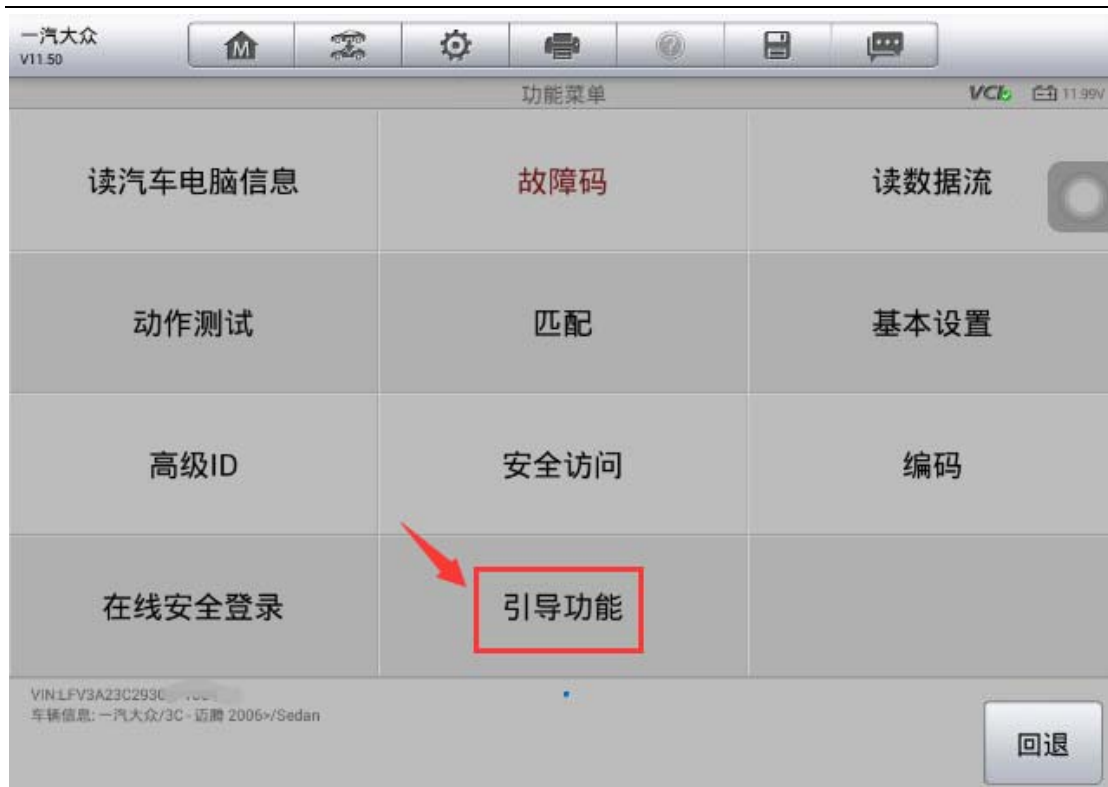 一汽大众
V11.50
M
功能菜单
VCI
11.99V
读汽车电脑信息
故障码
读数据流
动作测试
匹配
基本设置
高级ID
安全访问
编码
在线安全登录
引导功能
VIN:LFV3A23C2930
车辆信息: 一汽大众/3C - 迈腾 2006>/Sedan
回退